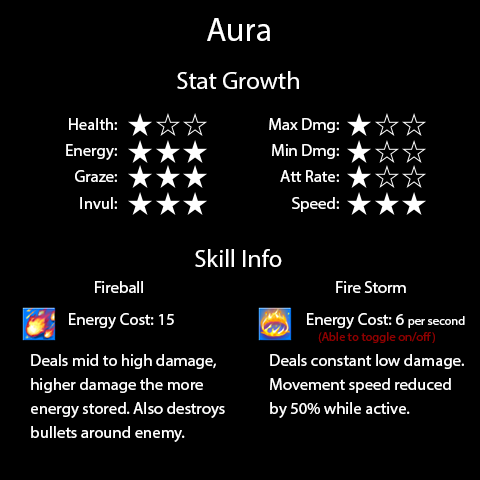 Aura
Stat Growth
Health: ★☆☆
Energy: ★★★
Graze: ★★★
Invul: ★★★
Max Dmg: ★☆☆
Min Dmg: ★☆☆
Att Rate: ★☆☆
Speed: ★★★
Skill Info
Fireball
Energy Cost: 15
Deals mid to high damage,
higher damage the more
energy stored. Also destroys
bullets around enemy.
Fire Storm
Energy Cost: 6 per second
(Able to toggle on/off)
Deals constant low damage.
Movement speed reduced
by 50% while active.